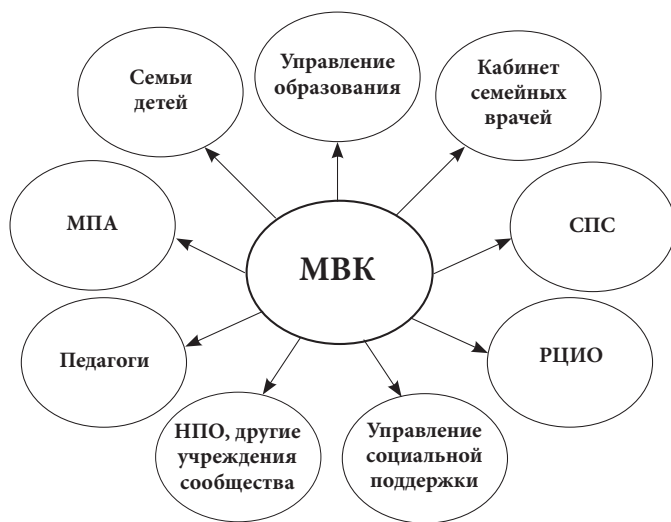 Управление
образования
Кабинет
семейных
врачей
Семьи
детей
МПА
МВК
СПС
Педагоги
РЦИО
НПО, другие
учреждения
сообщества
Управление
социальной
поддержки